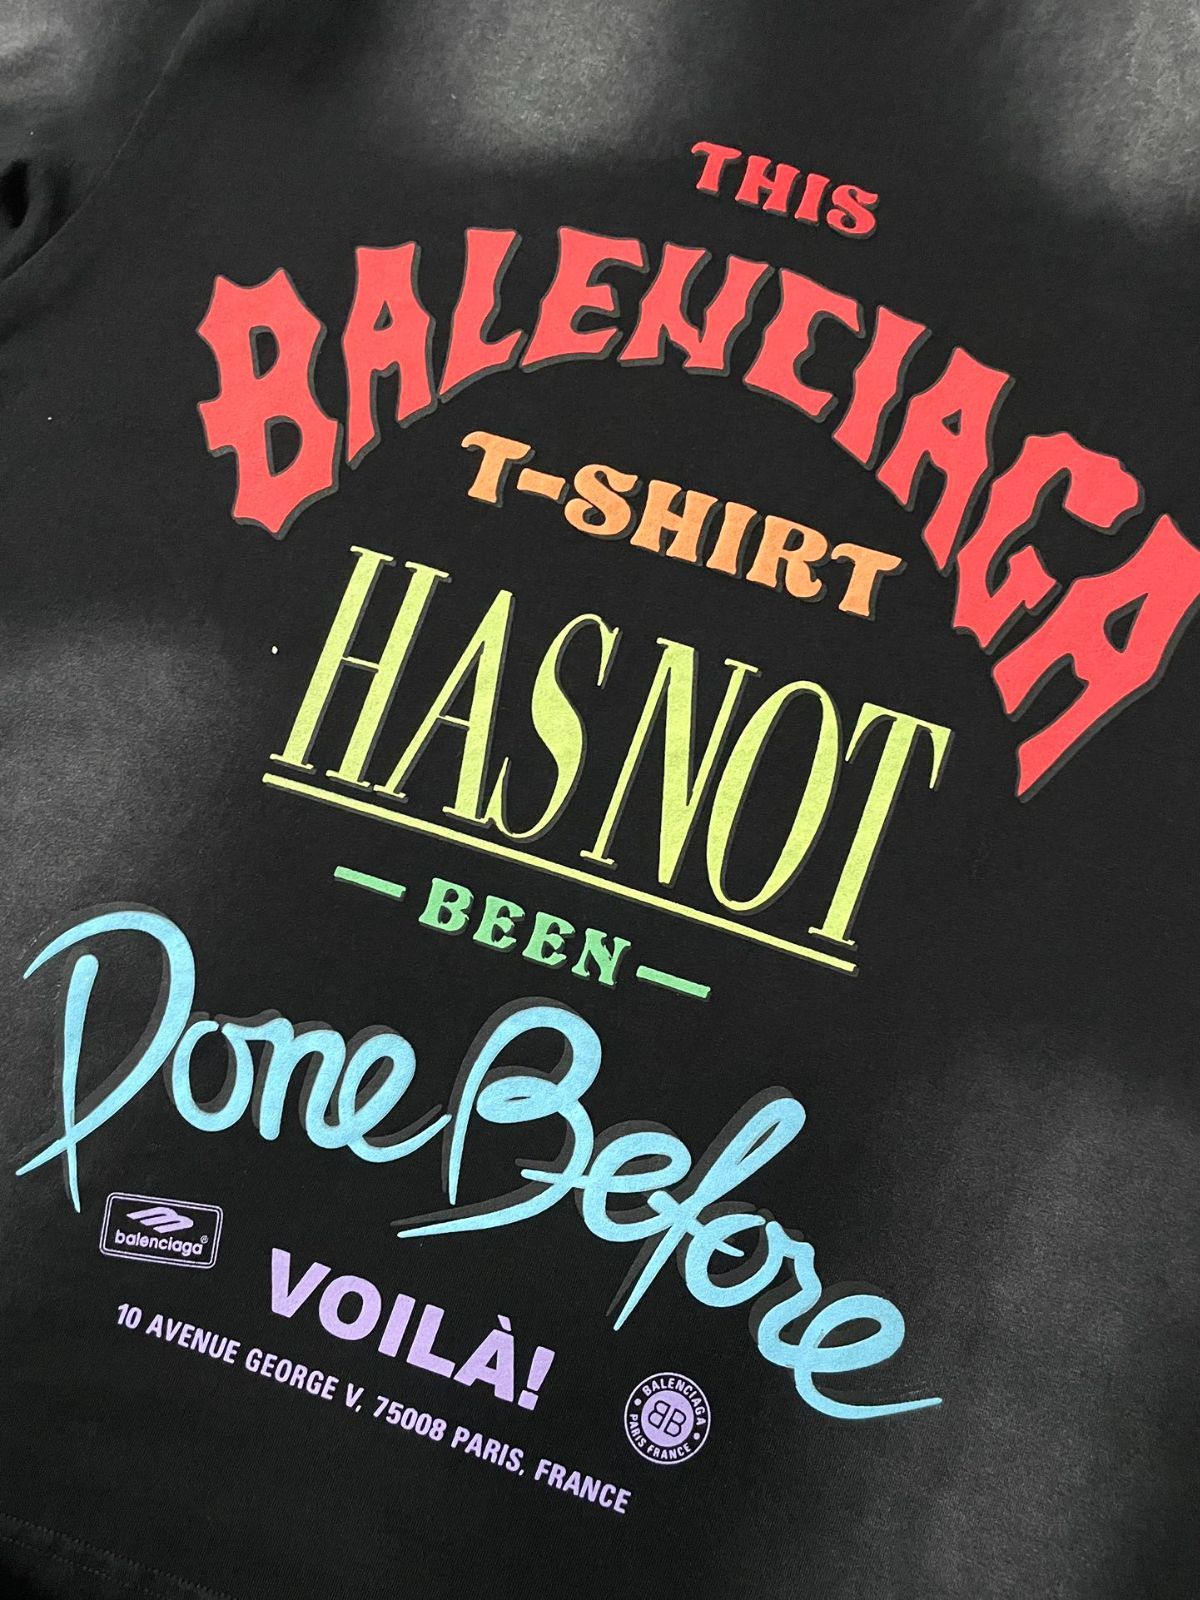 THIS
BALENCIAGA
T-SHIRT
HAS NOT
— BEEN —
Done Before
balenciaga®
VOILÀ!
10 AVENUE GEORGE V, 75008 PARIS, FRANCE
BALENCIAGA
BB
PARIS FRANCE